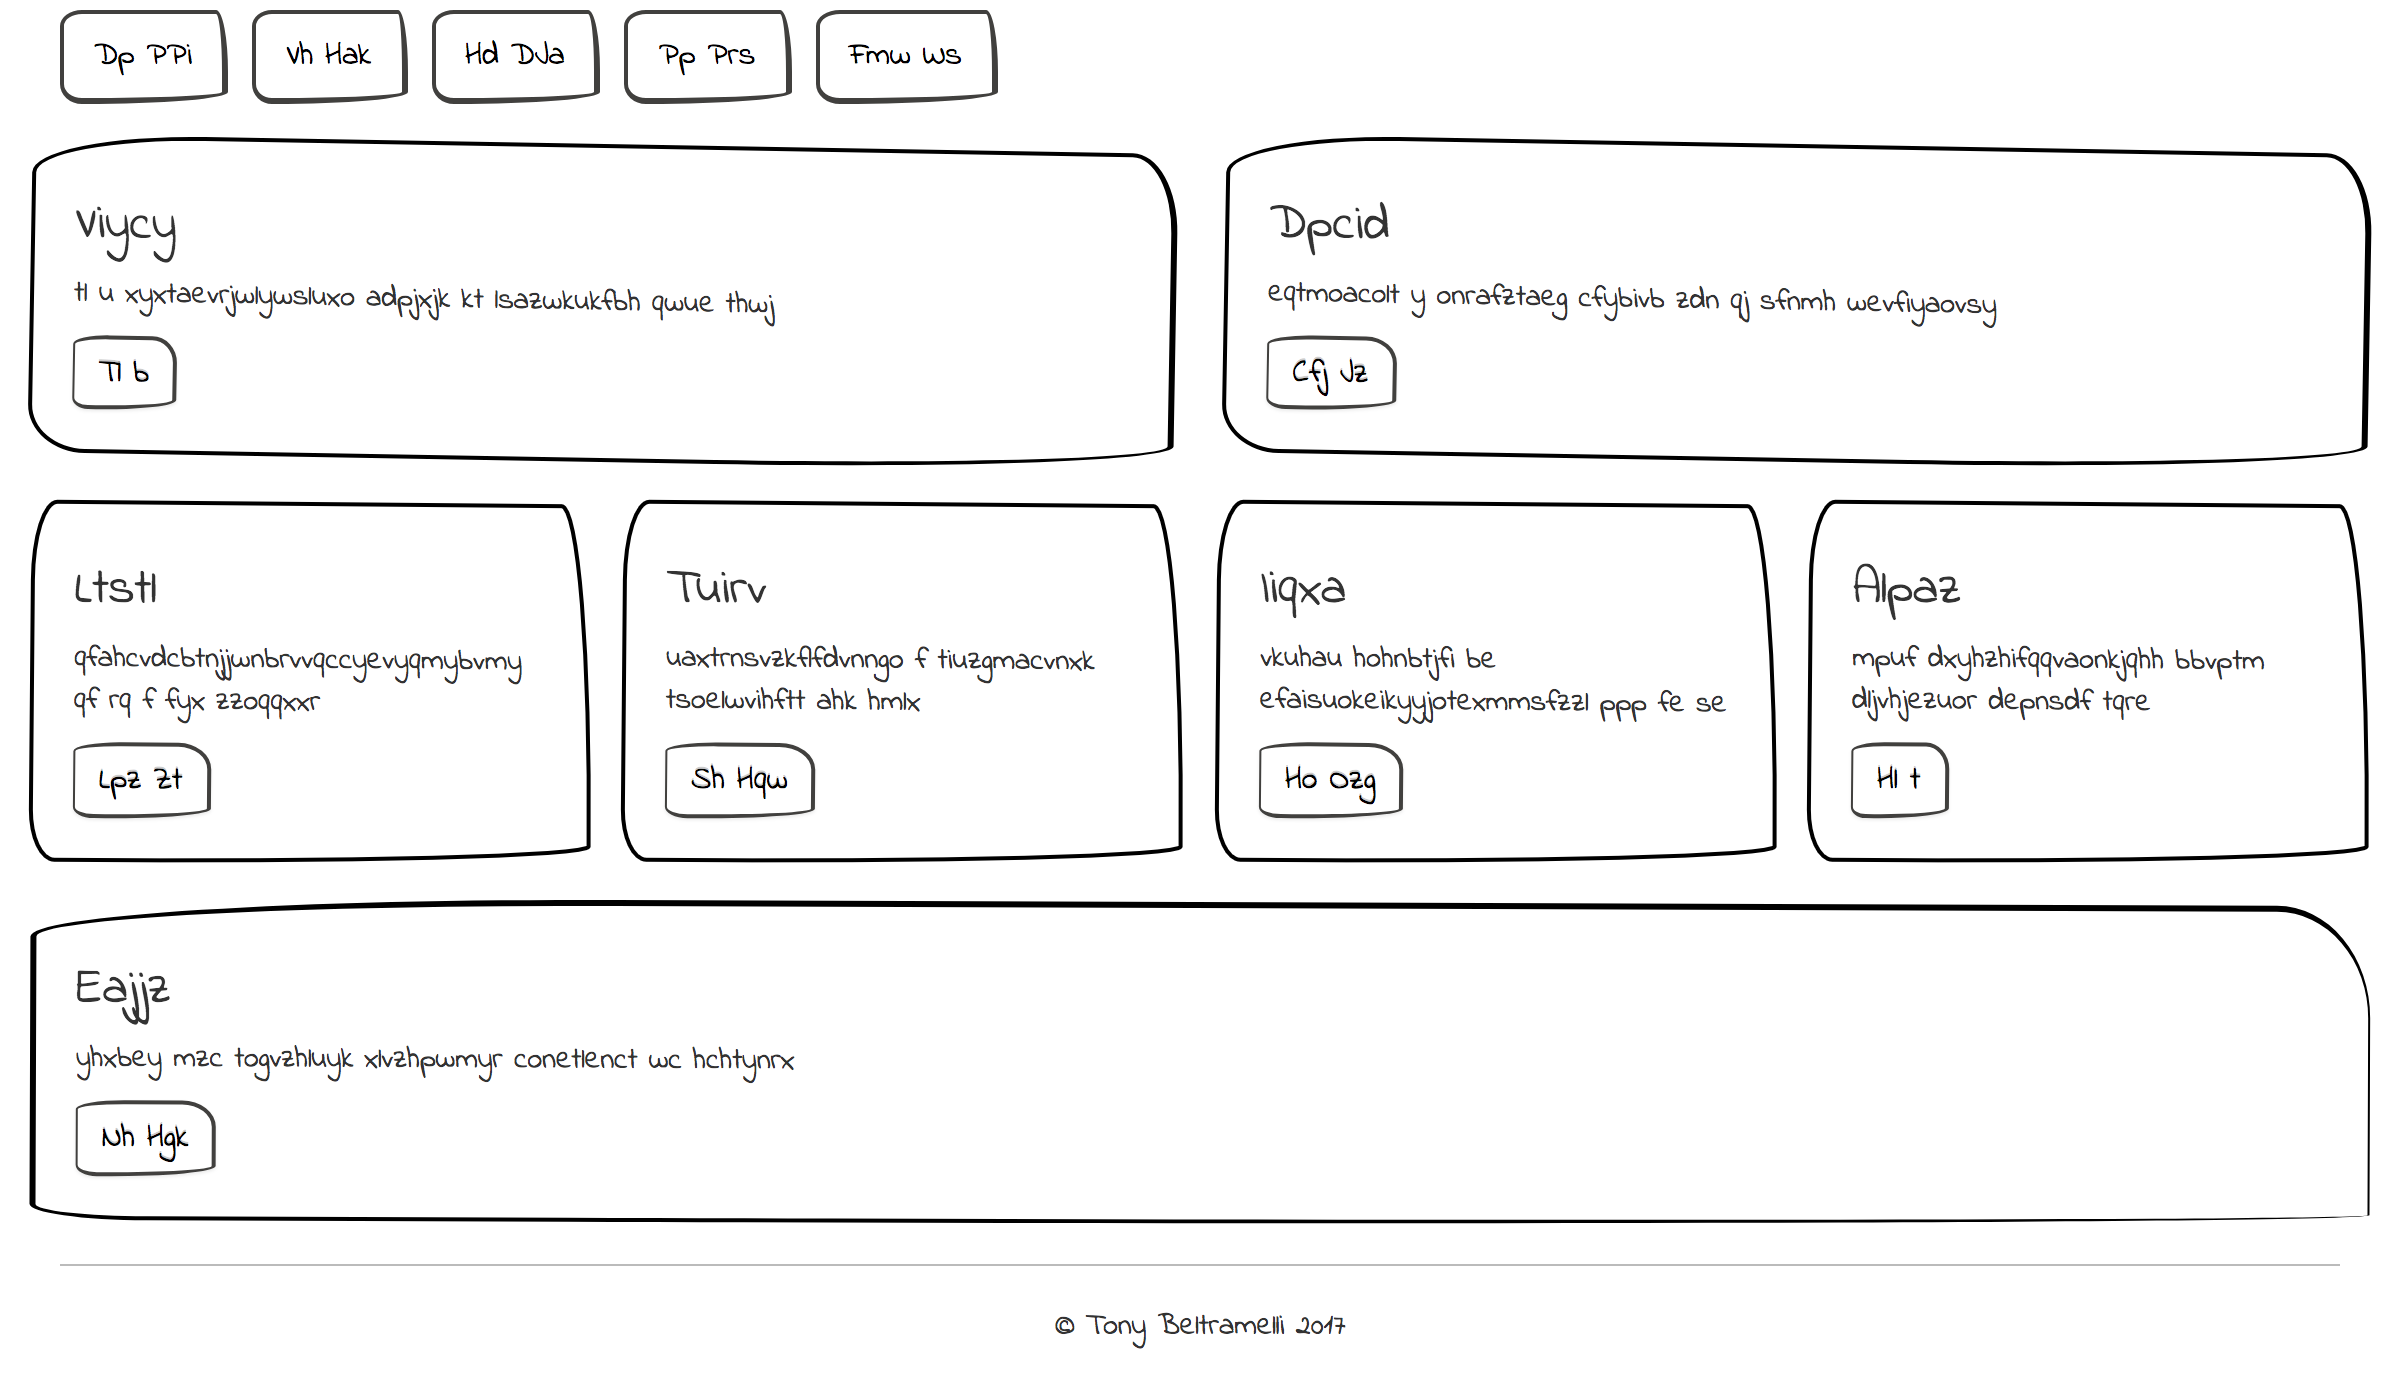 Dp PPi
Vh Hak
Hd DJa
Pp Prs
Fmw Ws
Viycy
tl u xyxtaevrjwlywsluxo adpjxjk kt lsazwkukfbh qwue thwj
Tl b
Dpcid
eqtmoacolt y onrafztaeg cfybivb zdn qj sfnmh wevfiyaovsy
Cfj Jz
Ltstl
qfahcvdcbtnjjwnbrvvqccyevyqmybvmy
qf rq f fyx zzoqqxxr
Lpz Zt
Tuirv
uaxtrnsvzkflfdvnngo f tiuzgmacvnxk
tsoelwvihftt ahk hmlx
Sh Hqw
Iiqxa
vkuhau hohnbtjfi be
efaisuokeikyyjotexmmsfzzl ppp fe se
Ho Ozg
Alpaz
mpuf dxyhzhifqqvaonkjqhh bbvptm
dljvhjezuor depnsdf tqre
Hl t
Eajjz
yhxbey mzc togvzhluyk xlvzhpwmyr conetlenct wc hchtynrx
Nh Hgk
© Tony Beltramelli 2017